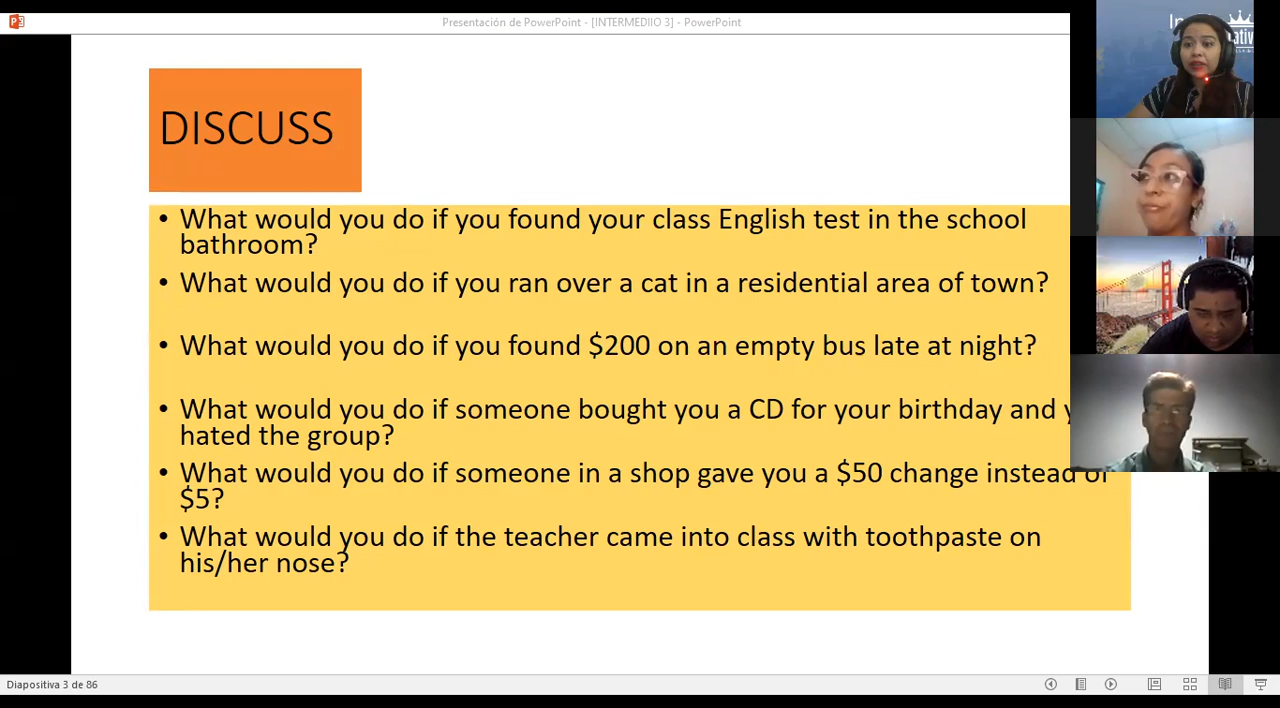 Presentación de PowerPoint - [INTERMEDIIO 3] - PowerPoint
DISCUSS
• What would you do if you found your class English test in the school
bathroom?
• What would you do if you ran over a cat in a residential area of town?
• What would you do if you found $200 on an empty bus late at night?
• What would you do if someone bought you a CD for your birthday and
hated the group?
• What would you do if someone in a shop gave you a $50 change instead of
$5?
• What would you do if the teacher came into class with toothpaste on
his/her nose?
Diapositiva 3 de 86